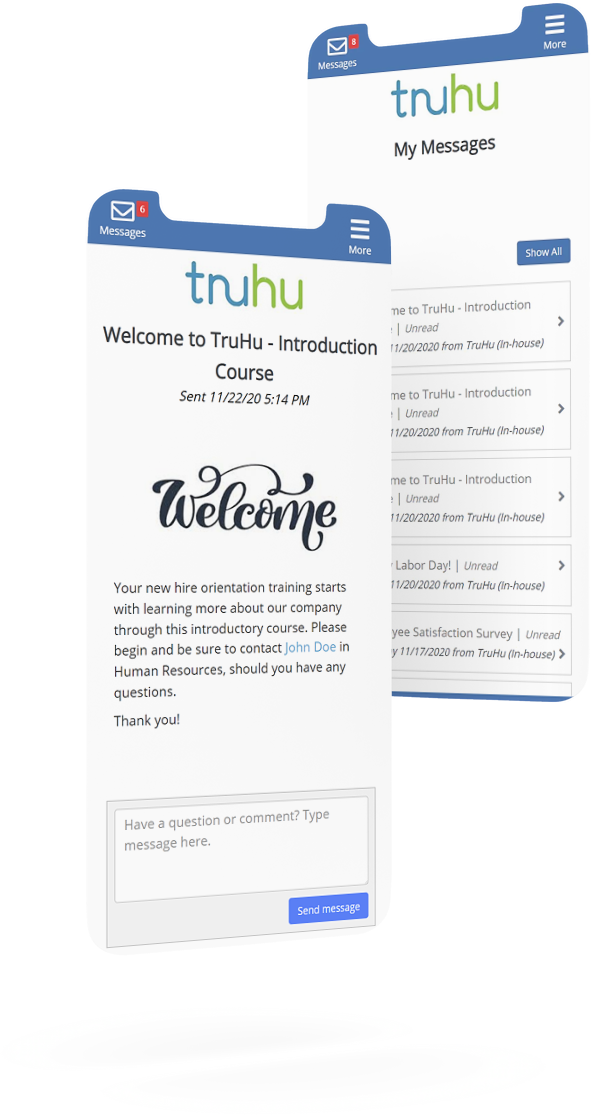 8
Messages
More
truhu
My Messages
Show All
me to TruHu - Introduction
| Unread
11/20/2020 from TruHu (In-house)
me to TruHu - Introduction
| Unread
11/20/2020 from TruHu (In-house)
me to TruHu - Introduction
| Unread
11/20/2020 from TruHu (In-house)
Labor Day! | Unread
11/20/2020 from TruHu (In-house)
yee Satisfaction Survey | Unread
y 11/17/2020 from TruHu (In-house)
6
Messages
More
truhu
Welcome to TruHu - Introduction
Course
Sent 11/22/20 5:14 PM
Welcome
Your new hire orientation training starts
with learning more about our company
through this introductory course. Please
begin and be sure to contact John Doe in
Human Resources, should you have any
questions.
Thank you!
Have a question or comment? Type
message here.
Send message